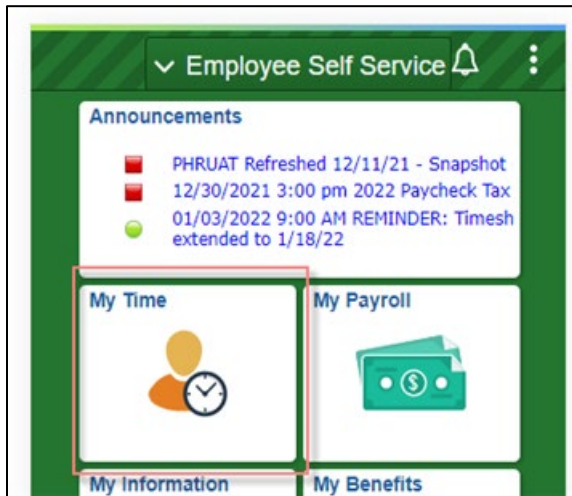 Employee Self Service
Announcements
PHRUAT Refreshed 12/11/21 - Snapshot
12/30/2021 3:00 pm 2022 Paycheck Tax
01/03/2022 9:00 AM REMINDER: Timesh
extended to 1/18/22
My Time
My Payroll
My Information
My Benefits